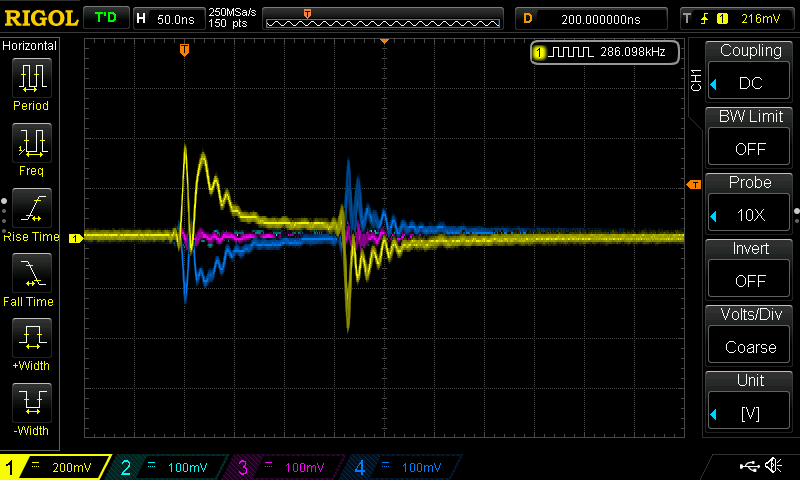 RIGOL T'D H 50.0ns 250MSa/s 150 pts D 200.000000ns T 1 216mV
Horizontal
Period
Freq
Rise Time
Fall Time
+Width
-Width
T
1 286.098kHz
T
1
CH1
Coupling
DC
BW Limit
OFF
Probe
10X
Invert
OFF
Volts/Div
Coarse
Unit
[V]
1 200mV 2 100mV 3 100mV 4 100mV